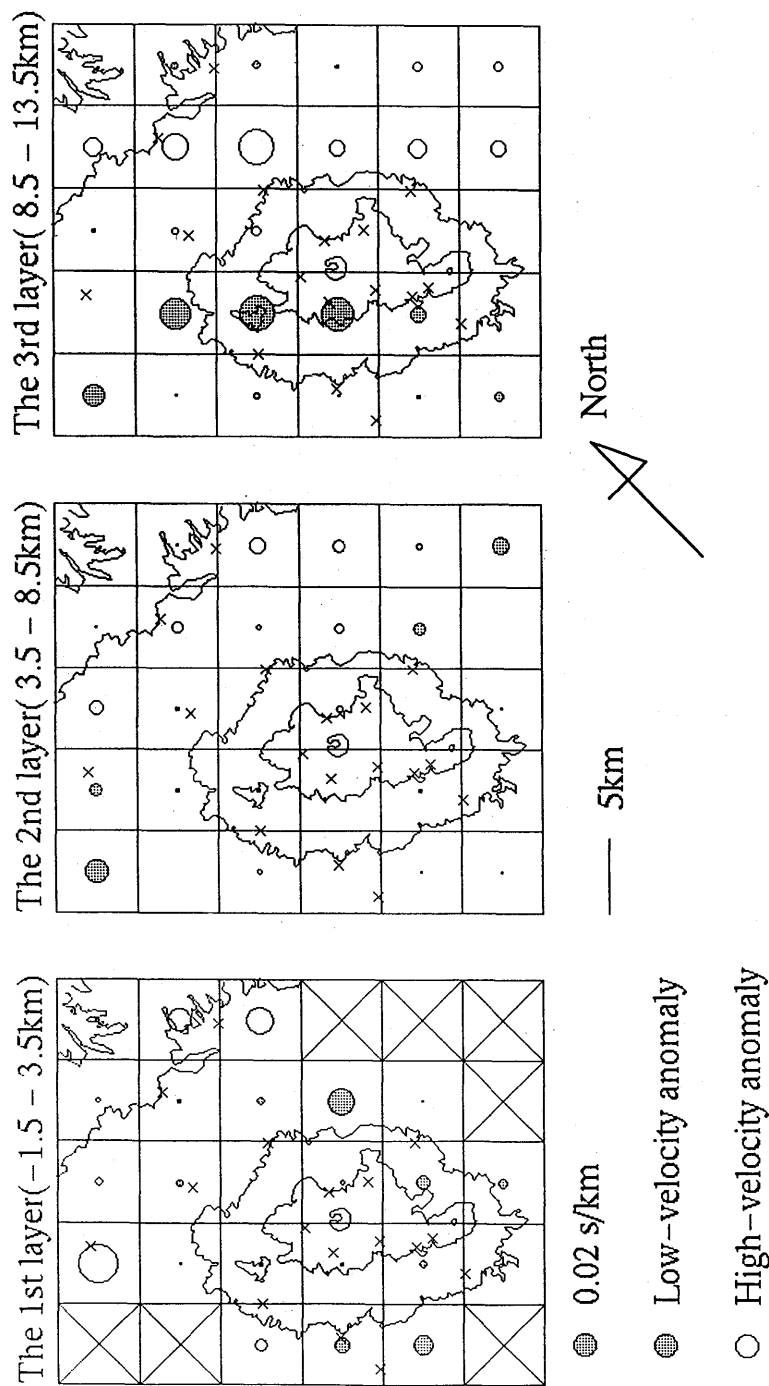 The 1st layer(−1.5 − 3.5km)
The 2nd layer( 3.5 − 8.5km)
The 3rd layer( 8.5 − 13.5km)
0.02 s/km
Low−velocity anomaly
High−velocity anomaly
5km
North